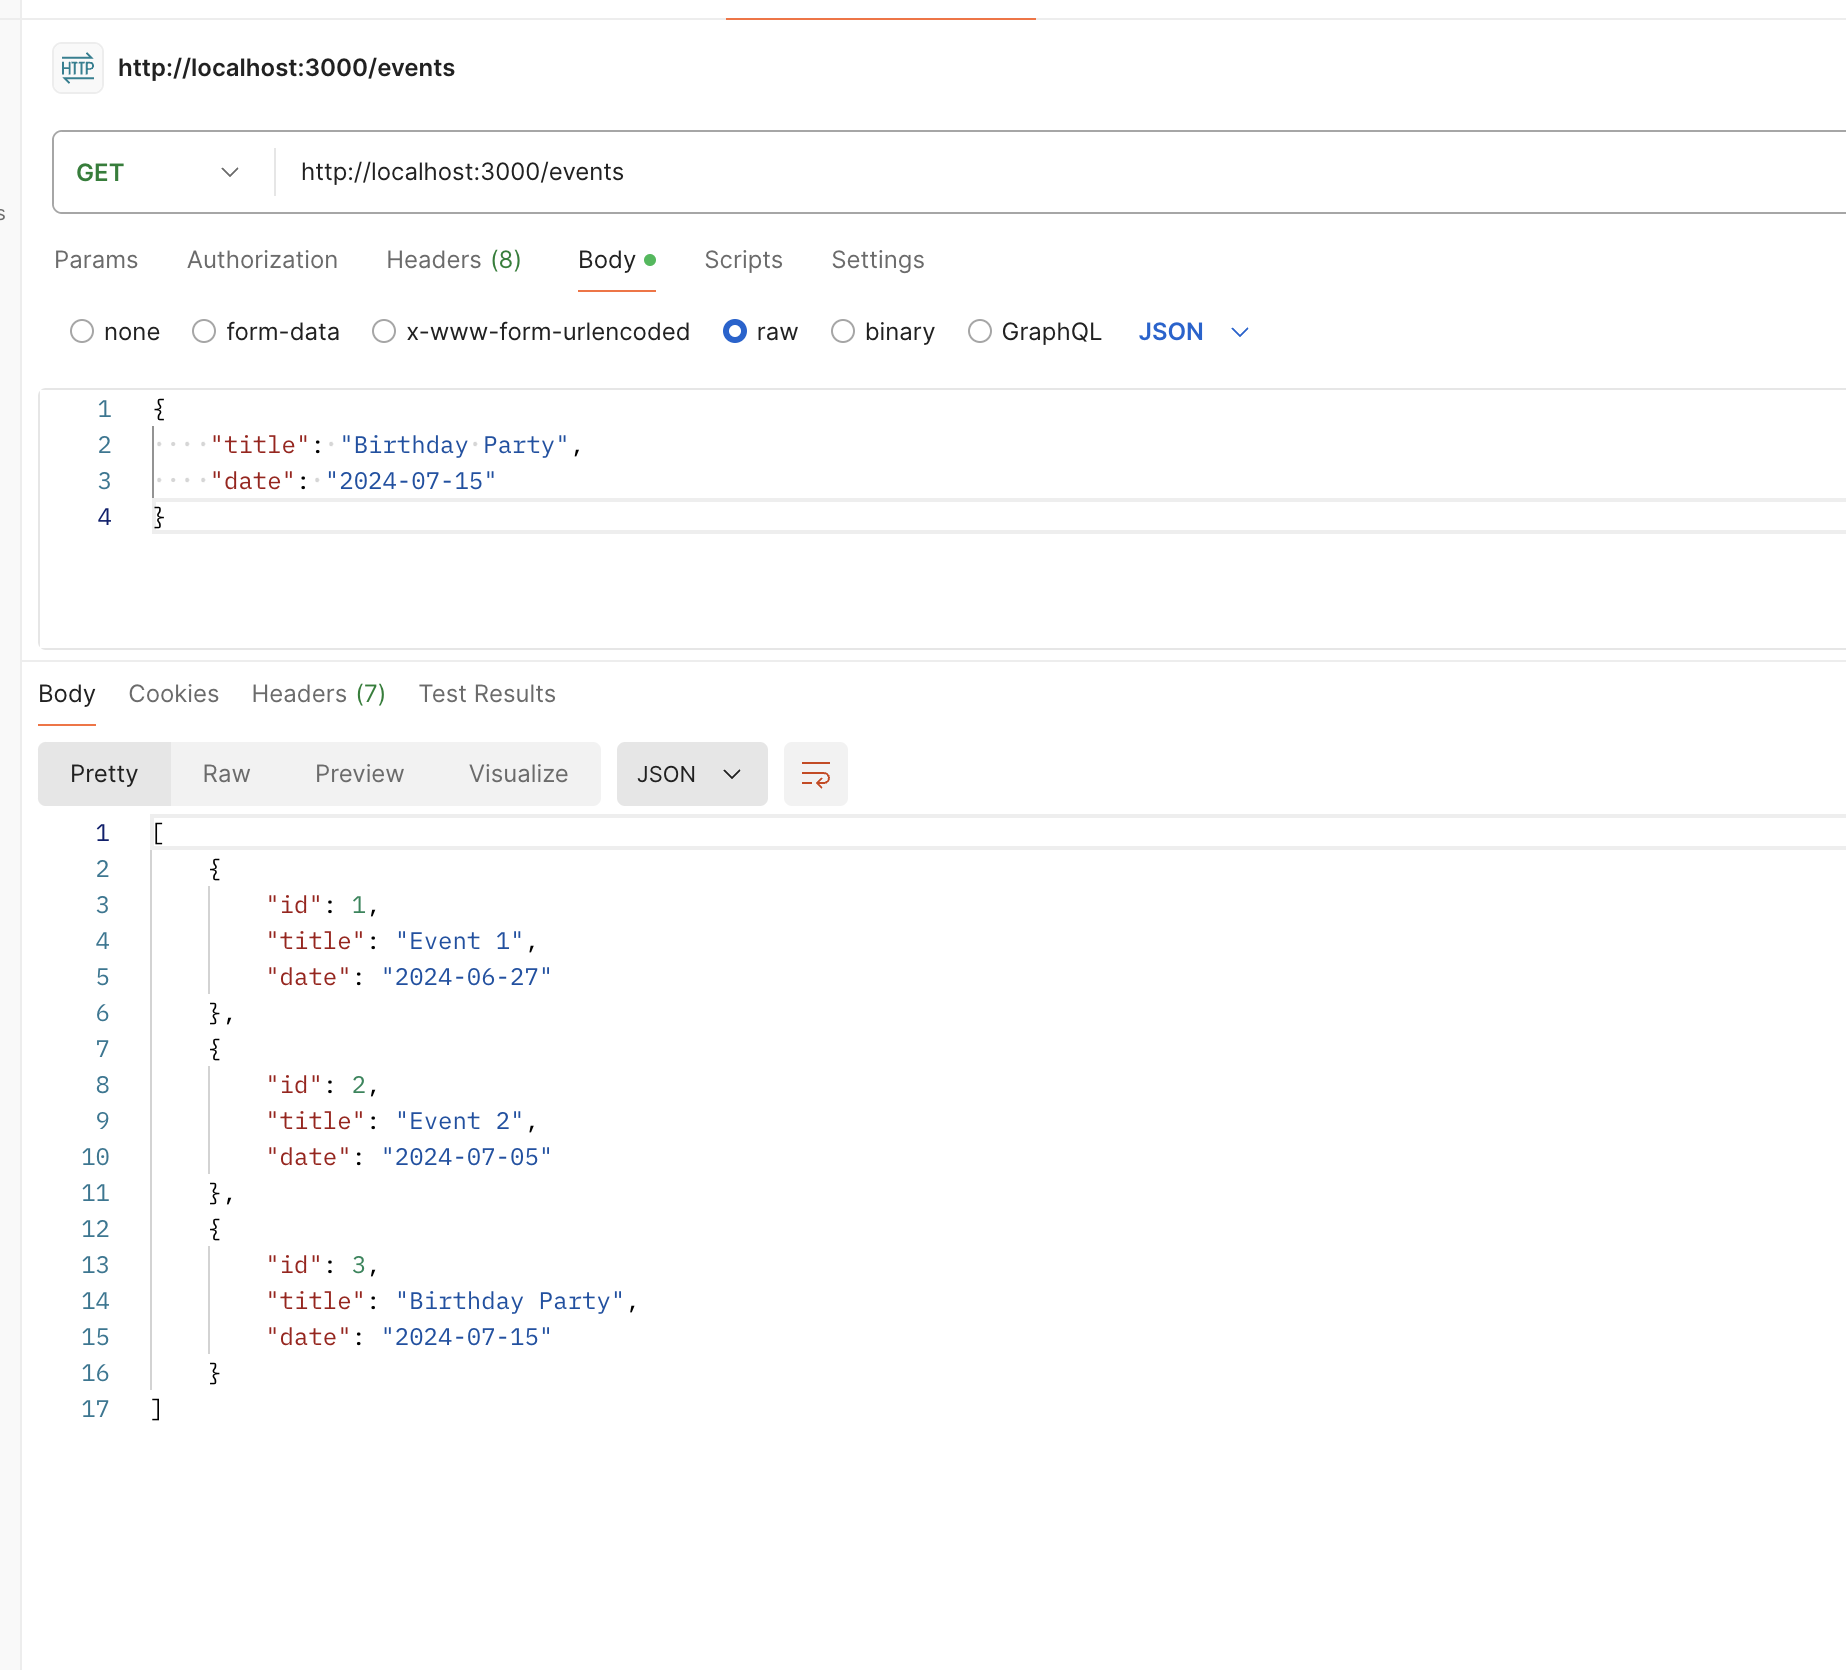 HTTP http://localhost:3000/events
GET http://localhost:3000/events
s
Params Authorization Headers (8) Body Scripts Settings
none form-data x-www-form-urlencoded raw binary GraphQL JSON
1 {
2 "title": "Birthday Party",
3 "date": "2024-07-15"
4 }
Body Cookies Headers (7) Test Results
Pretty Raw Preview Visualize JSON
1 [
2 {
3 "id": 1,
4 "title": "Event 1",
5 "date": "2024-06-27"
6 },
7 {
8 "id": 2,
9 "title": "Event 2",
10 "date": "2024-07-05"
11 },
12 {
13 "id": 3,
14 "title": "Birthday Party",
15 "date": "2024-07-15"
16 }
17 ]